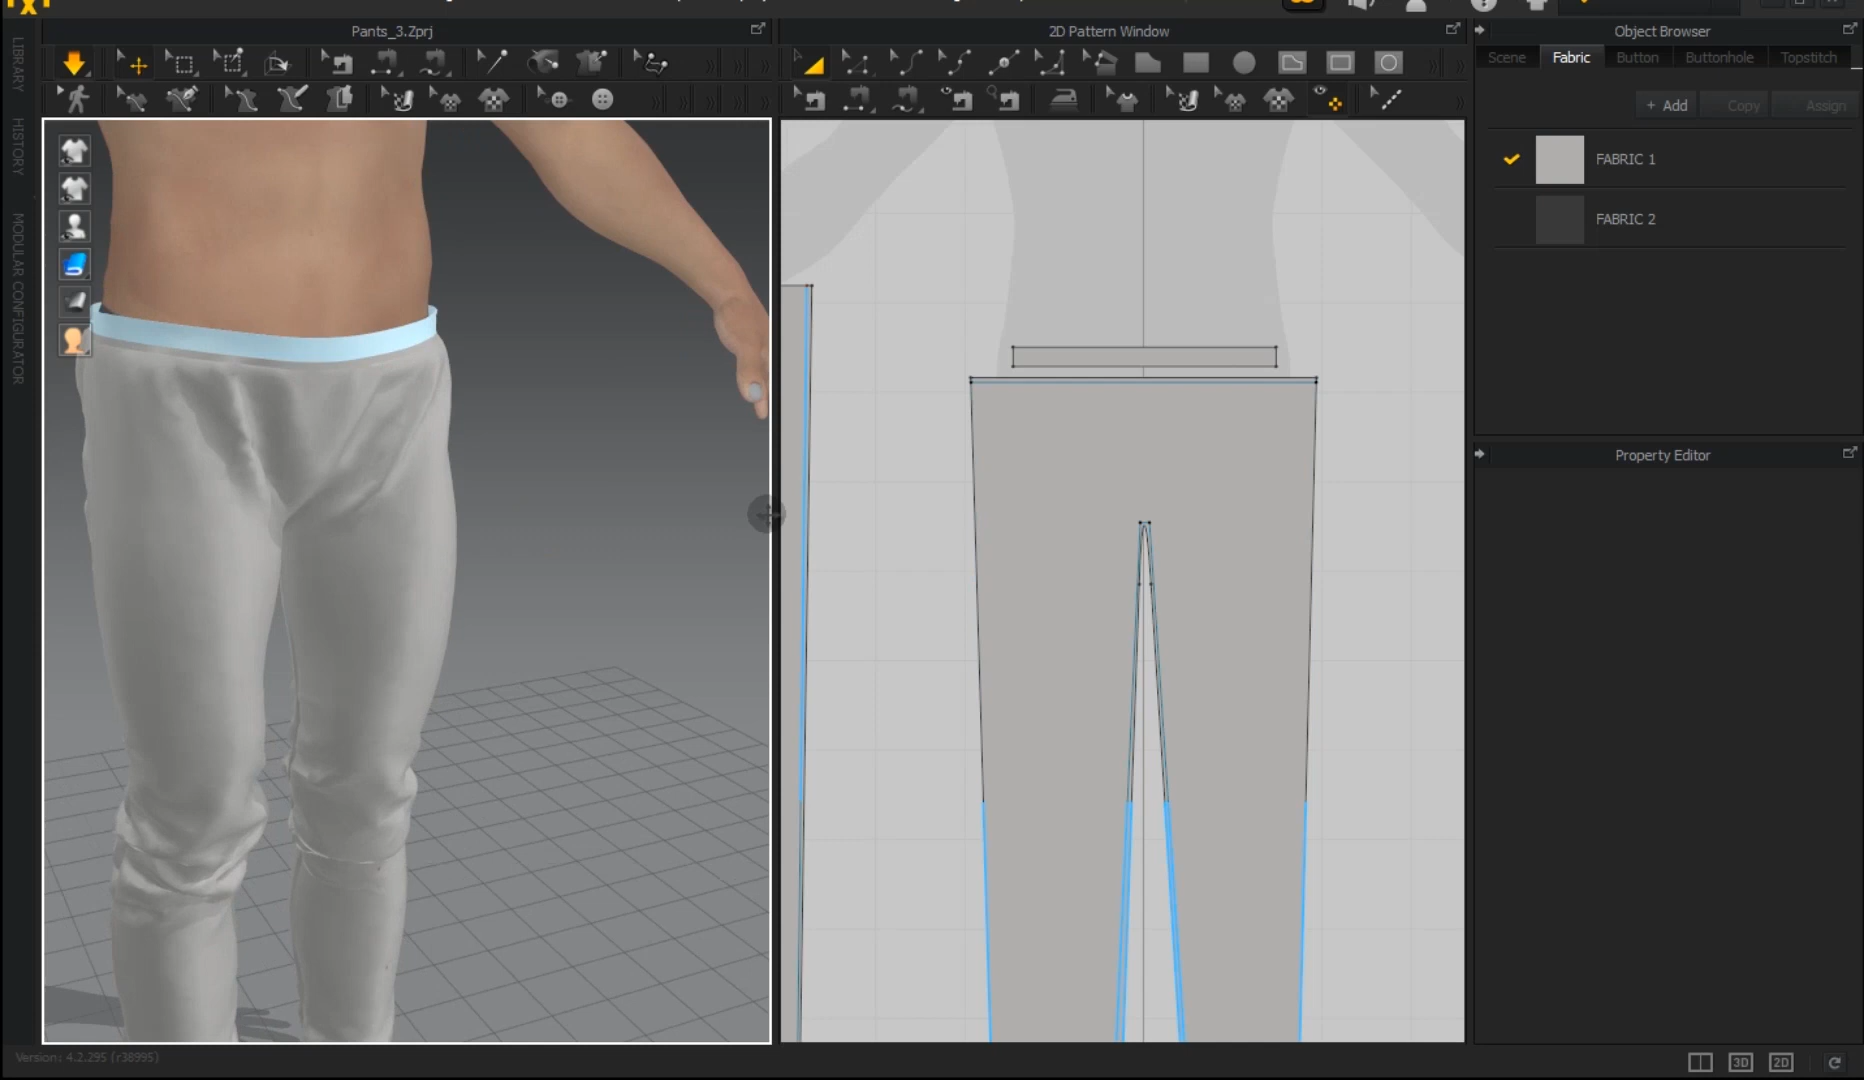 Pants_3.Zprj
2D Pattern Window
Object Browser
Scene
Fabric
Button
Buttonhole
Topstitch
+ Add
Copy
Assign
FABRIC 1
FABRIC 2
Property Editor
LIBRARY
HISTORY
MODULAR CONFIGURATOR
Version: 4.2.295 (r38995)
3D
2D